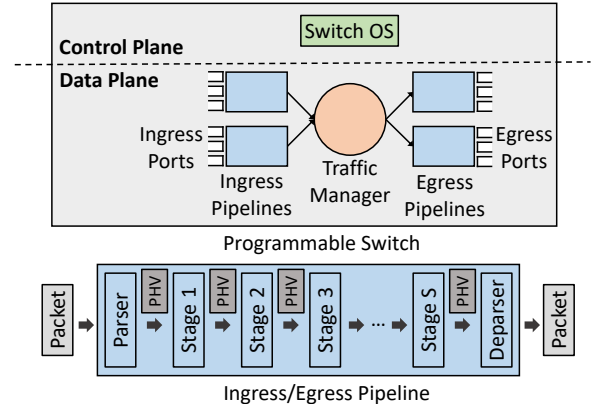 Switch OS
Control Plane
Data Plane
Ingress
Ports
Egress
Ports
Ingress
Pipelines
Traffic
Manager
Egress
Pipelines
Programmable Switch
Packet
Parser
PHV
Stage 1
PHV
Stage 2
PHV
Stage 3
...
Stage S
PHV
Deparser
Packet
Ingress/Egress Pipeline